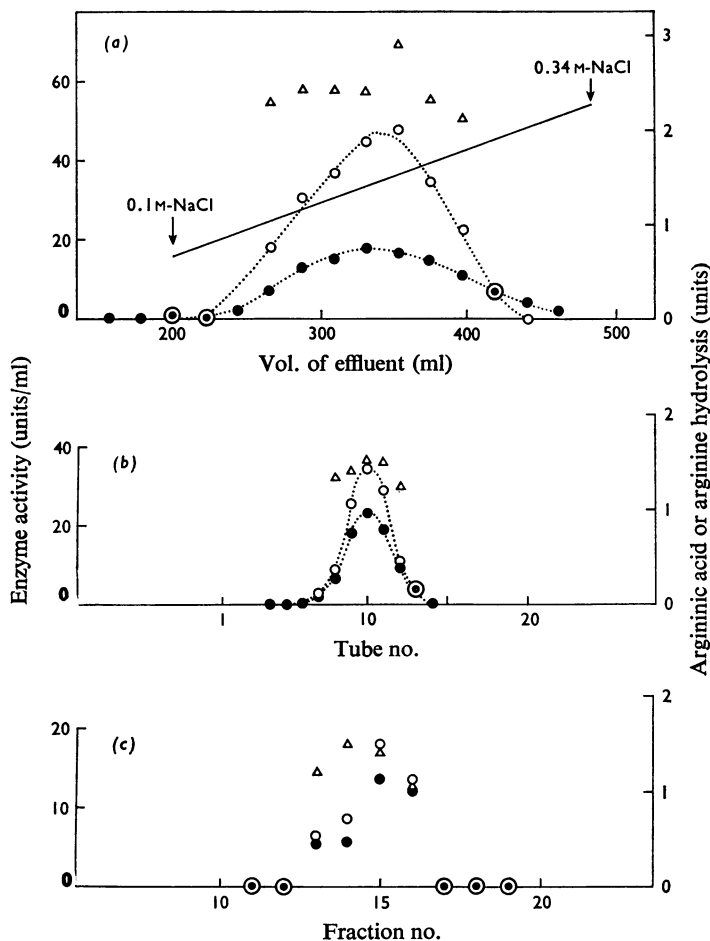 (a)
60
40
20
0
3
2
1
0
0.1M-NaCl
0.34M-NaCl
200 300 400 500
Vol. of effluent (ml)
(b)
40
20
0
2
1
0
1 10 20
Tube no.
(c)
20
10
0
2
1
0
10 15 20
Fraction no.
Enzyme activity (units/ml)
Argininic acid or arginine hydrolysis (units)